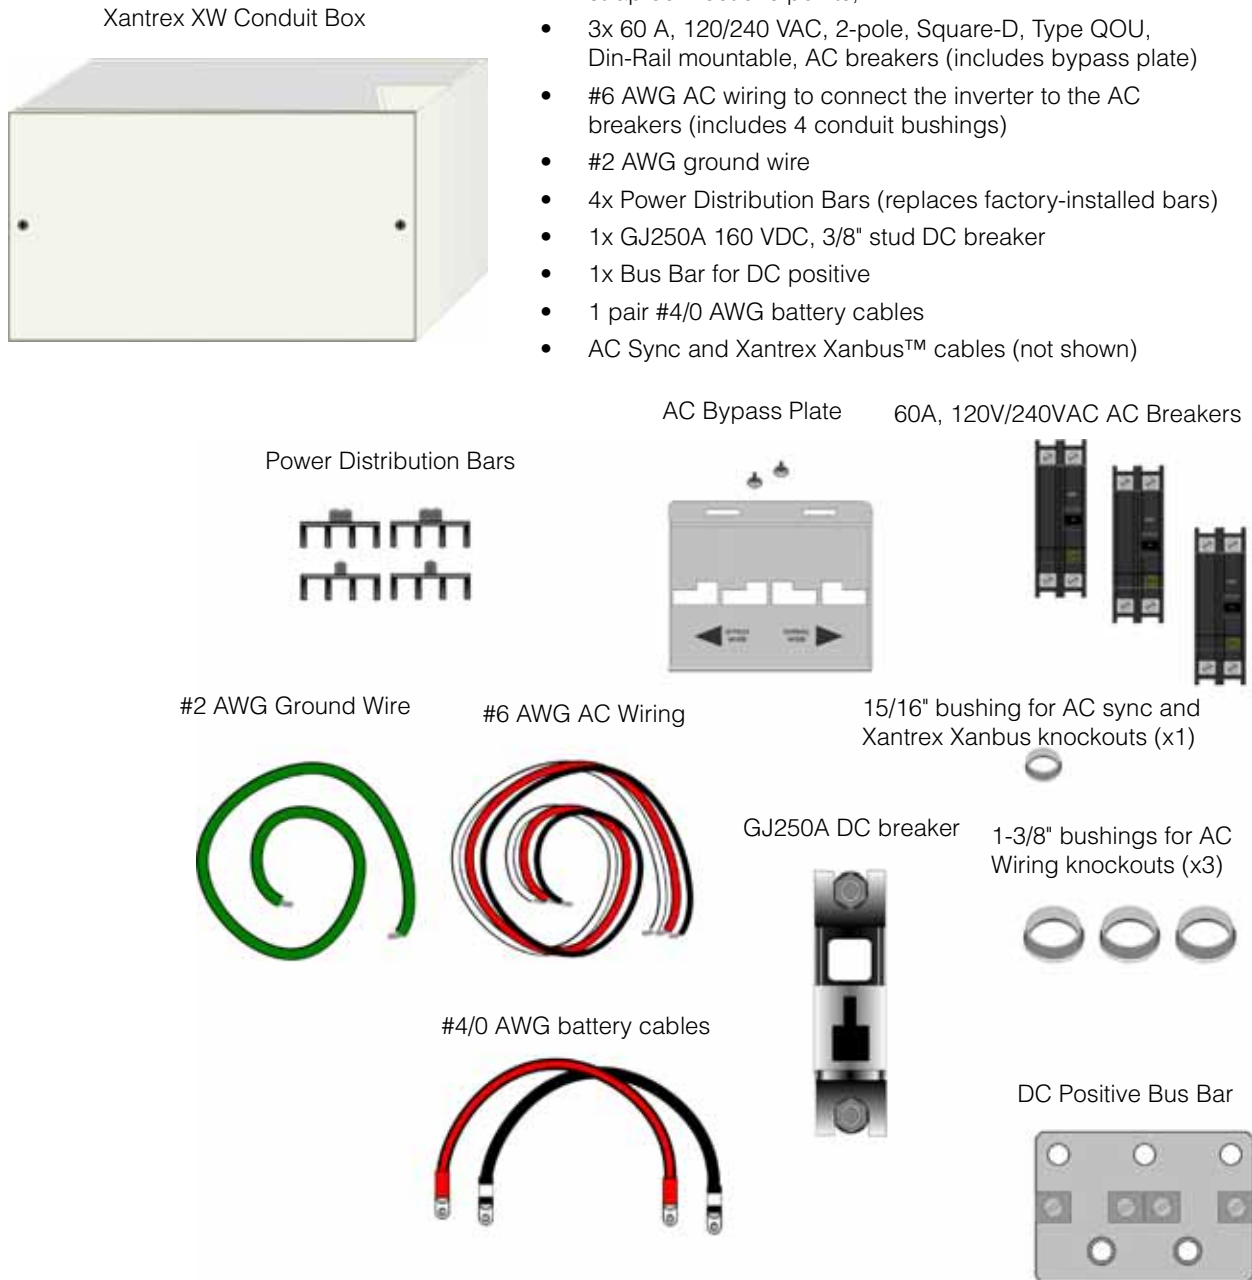 Xantrex XW Conduit Box
• 3x 60 A, 120/240 VAC, 2-pole, Square-D, Type QOU,
Din-Rail mountable, AC breakers (includes bypass plate)
• #6 AWG AC wiring to connect the inverter to the AC
breakers (includes 4 conduit bushings)
• #2 AWG ground wire
• 4x Power Distribution Bars (replaces factory-installed bars)
• 1x GJ250A 160 VDC, 3/8" stud DC breaker
• 1x Bus Bar for DC positive
• 1 pair #4/0 AWG battery cables
• AC Sync and Xantrex Xanbus™ cables (not shown)
AC Bypass Plate
60A, 120V/240VAC AC Breakers
Power Distribution Bars
#2 AWG Ground Wire
#6 AWG AC Wiring
15/16" bushing for AC sync and
Xantrex Xanbus knockouts (x1)
GJ250A DC breaker
1-3/8" bushings for AC
Wiring knockouts (x3)
#4/0 AWG battery cables
DC Positive Bus Bar